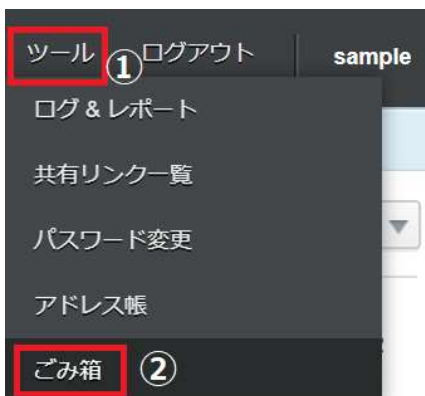 ツール ① ログアウト sample
ログ & レポート
共有リンク一覧
パスワード変更
アドレス帳
ごみ箱 ②